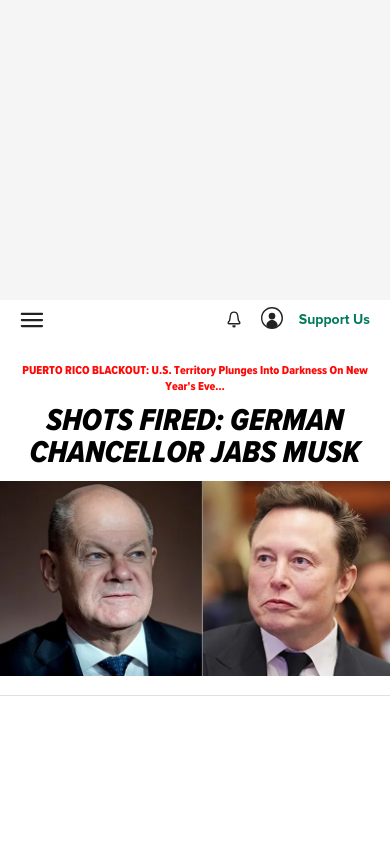 Support Us
PUERTO RICO BLACKOUT: U.S. Territory Plunges Into Darkness On New
Year's Eve...
SHOTS FIRED: GERMAN
CHANCELLOR JABS MUSK